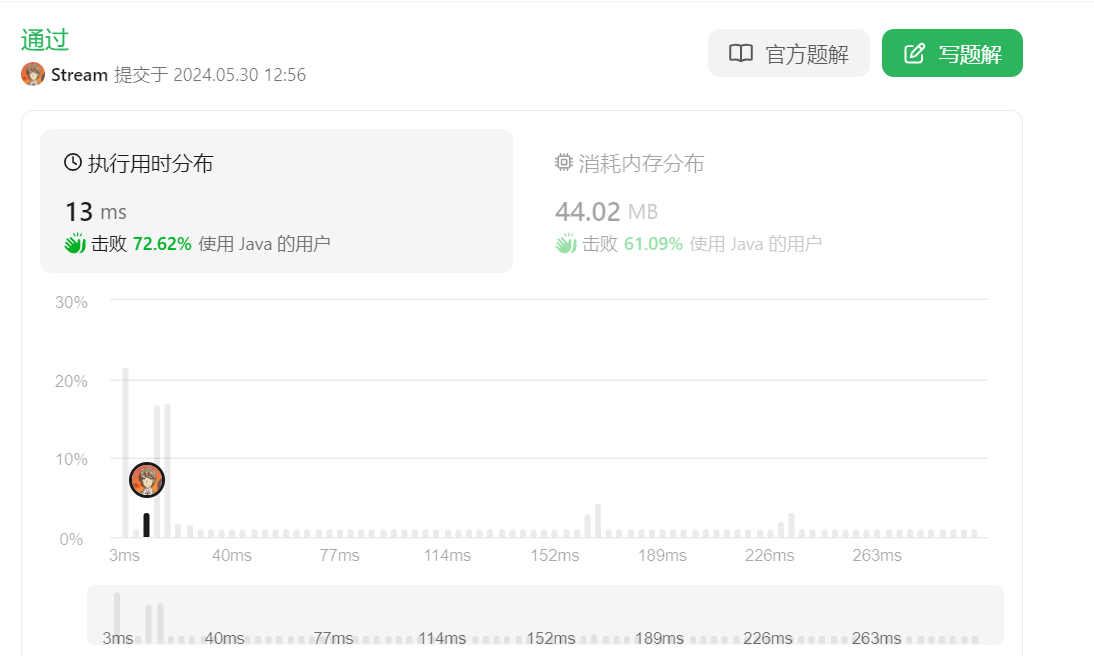 通过
Stream 提交于 2024.05.30 12:56
官方题解
写题解
执行用时分布
13 ms
击败 72.62% 使用 Java 的用户
消耗内存分布
44.02 MB
击败 61.09% 使用 Java 的用户
30%
20%
10%
0%
3ms 40ms 77ms 114ms 152ms 189ms 226ms 263ms
3ms 40ms 77ms 114ms 152ms 189ms 226ms 263ms